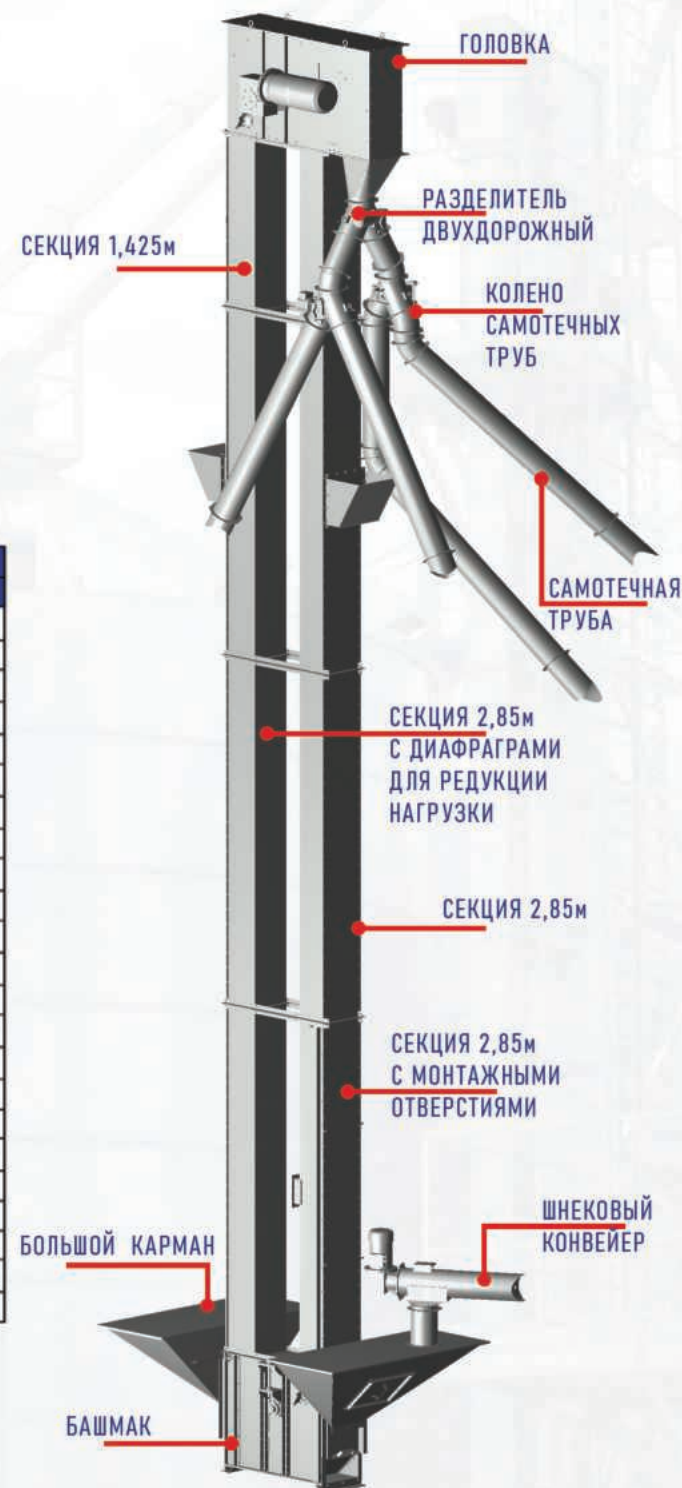 ГОЛОВКА
РАЗДЕЛИТЕЛЬ
ДВУХДОРОЖНЫЙ
СЕКЦИЯ 1,425м
КОЛЕНО
САМОТЕЧНЫХ
ТРУБ
САМОТЕЧНАЯ
ТРУБА
СЕКЦИЯ 2,85м
С ДИАФРАГРАМИ
ДЛЯ РЕДУКЦИИ
НАГРУЗКИ
СЕКЦИЯ 2,85м
СЕКЦИЯ 2,85м
С МОНТАЖНЫМИ
ОТВЕРСТИЯМИ
ШНЕКОВЫЙ
КОНВЕЙЕР
БОЛЬШОЙ КАРМАН
БАШМАК